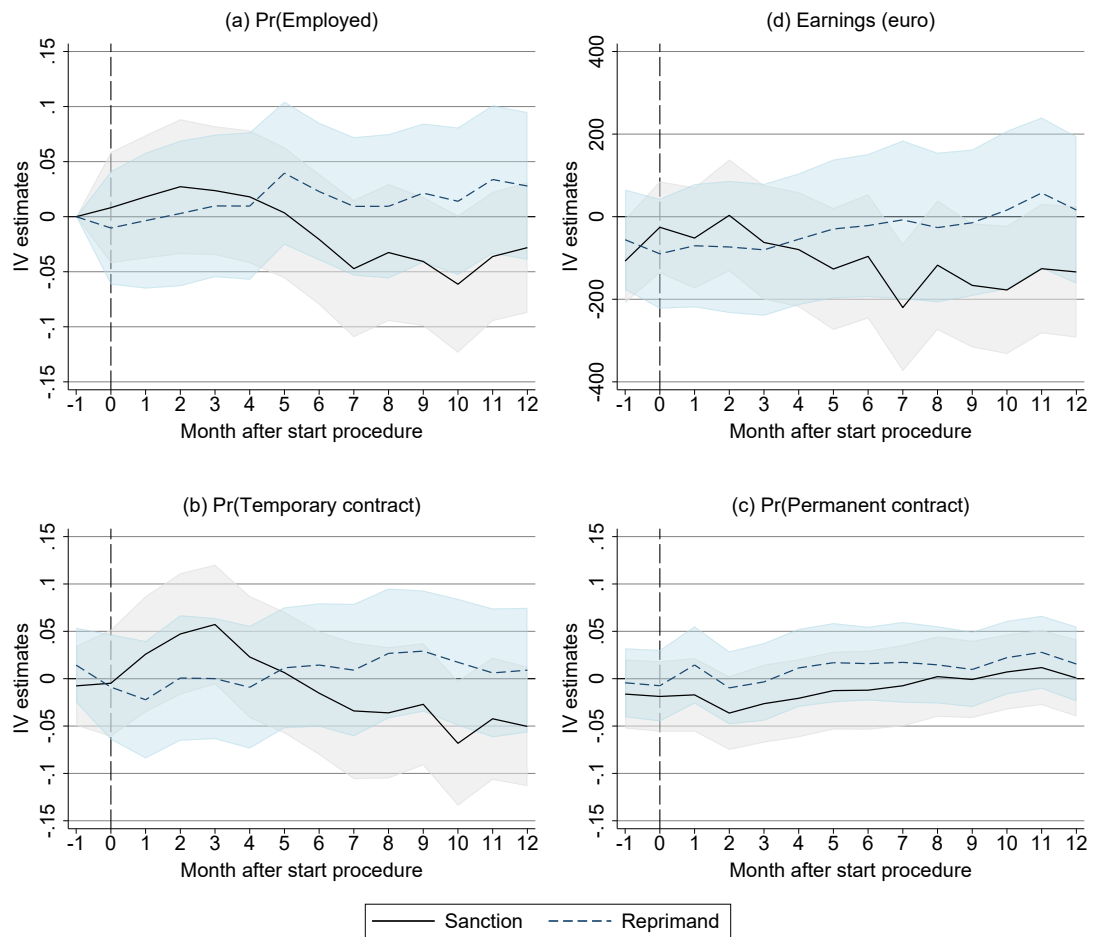 (a) Pr(Employed)
.15
.1
.05
0
-.05
-.1
-.15
IV estimates
-1 0 1 2 3 4 5 6 7 8 9 10 11 12
Month after start procedure
(d) Earnings (euro)
400
200
0
-200
-400
IV estimates
-1 0 1 2 3 4 5 6 7 8 9 10 11 12
Month after start procedure
(b) Pr(Temporary contract)
.15
.1
.05
0
-.05
-.1
-.15
IV estimates
-1 0 1 2 3 4 5 6 7 8 9 10 11 12
Month after start procedure
(c) Pr(Permanent contract)
.15
.1
.05
0
-.05
-.1
-.15
IV estimates
-1 0 1 2 3 4 5 6 7 8 9 10 11 12
Month after start procedure
Sanction Reprimand